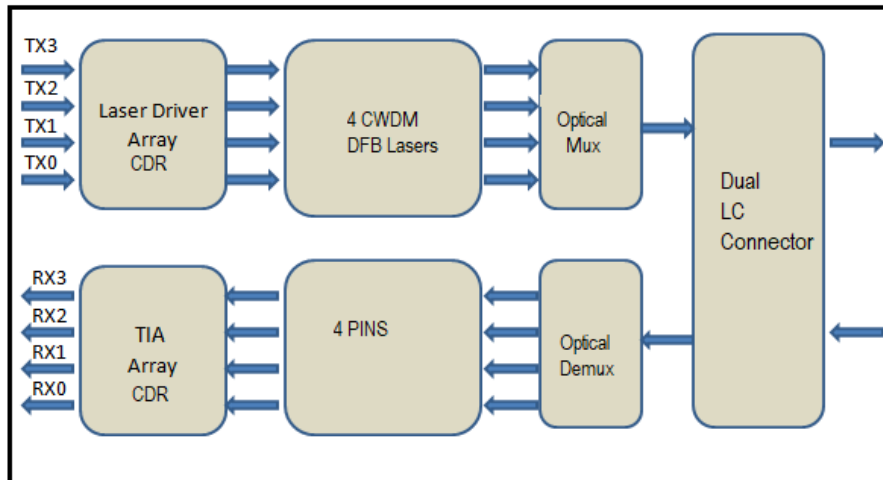 TX3
TX2
TX1
TX0
Laser Driver
Array
CDR
4 CWDM
DFB Lasers
Optical
Mux
Dual
LC
Connector
RX3
RX2
RX1
RX0
TIA
Array
CDR
4 PINS
Optical
Demux